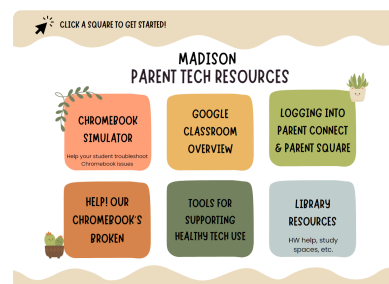 CLICK A SQUARE TO GET STARTED!
MADISON
PARENT TECH RESOURCES
CHROMEBOOK
SIMULATOR
Help your student troubleshoot
Chromebook issues
GOOGLE
CLASSROOM
OVERVIEW
LOGGING INTO
PARENT CONNECT
& PARENT SQUARE
HELP! OUR
CHROMEBOOK'S
BROKEN
TOOLS FOR
SUPPORTING
HEALTHY TECH USE
LIBRARY
RESOURCES
HW help, study
spaces, etc.